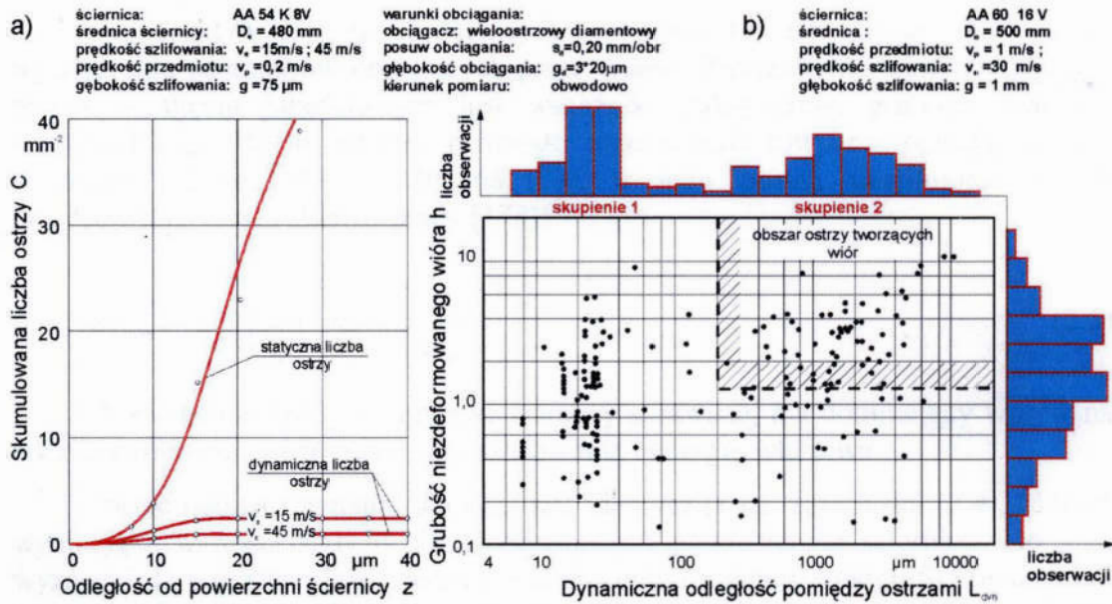 a)
ściernica: AA 54 K 8V
średnica ściernicy: Dₛ = 480 mm
prędkość szlifowania: vₛ =15m/s ; 45 m/s
prędkość przedmiotu: vₚ =0,2 m/s
gębokość szlifowania: g =75 µm
warunki obciągania:
obciągacz: wieloostrzowy diamentowy
posuw obciągania: =0,20 mm/obr
głębokość obciągania: =3*20µm
kierunek pomiaru: obwodowo
b)
ściernica: AA 60 16 V
średnica : Dₛ = 500 mm
prędkość przedmiotu: vₚ = 1 m/s ;
prędkość szlifowania: =30 m/s
głębokość szlifowania: g = 1 mm
Skumulowana liczba ostrzy C
40
mm⁻²
30
20
10
0
statyczna liczba
ostrzy
dynamiczna liczba
ostrzy
=15 m/s
=45 m/s
0 10 20 30 µm 40
Odległość od powierzchni ściernicy z
liczba
obserwacji
skupienie 1
skupienie 2
obszar ostrzy tworzących
wiór
Grubość niezdeformowanego wióra h
10
1,0
0,1
4 10 100 1000 µm 10000
Dynamiczna odległość pomiędzy ostrzami L
liczba
obserwacji